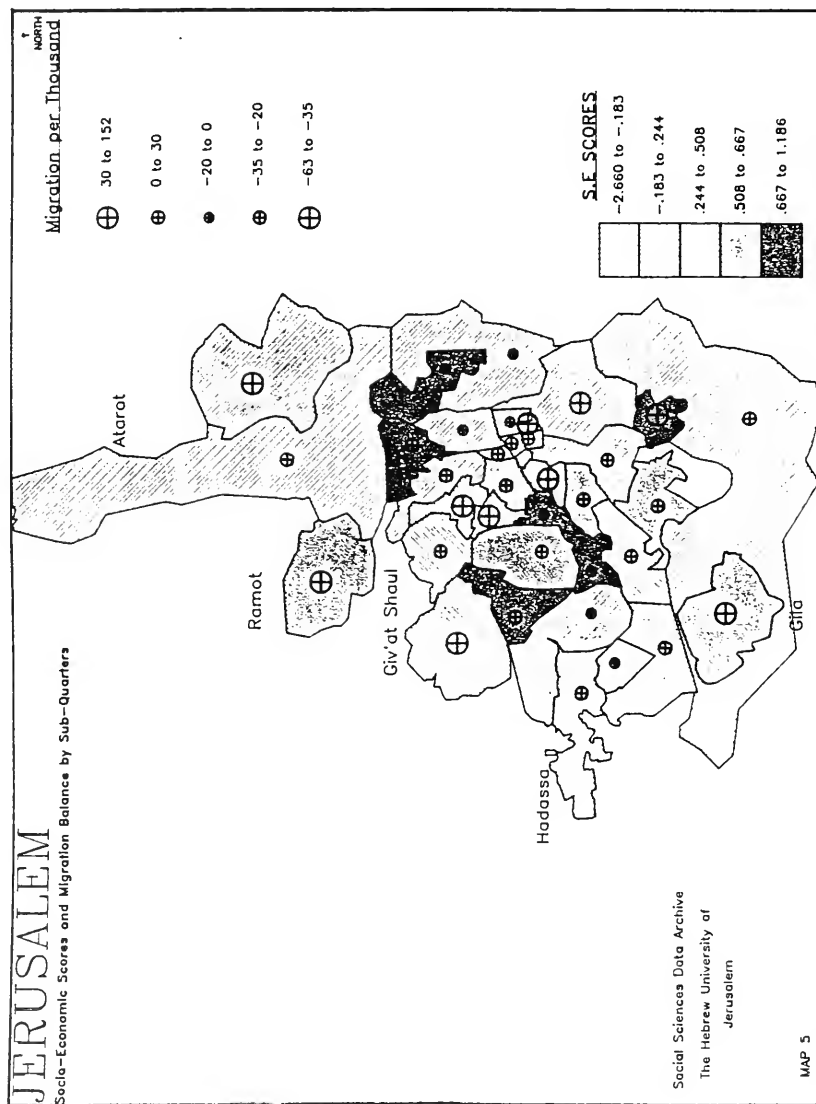 JERUSALEM
Socio-Economic Scores and Migration Balance by Sub-Quarters
NORTH
Migration per Thousand
30 to 152
0 to 30
-20 to 0
-35 to -20
-63 to -35
Atarot
Ramot
Giv'at Shaul
Hadassa
Gila
S.E SCORES
-2.660 to -.183
-.183 to .244
.244 to .508
.508 to .667
.667 to 1.186
Social Sciences Data Archive
The Hebrew University of
Jerusalem
MAP 5